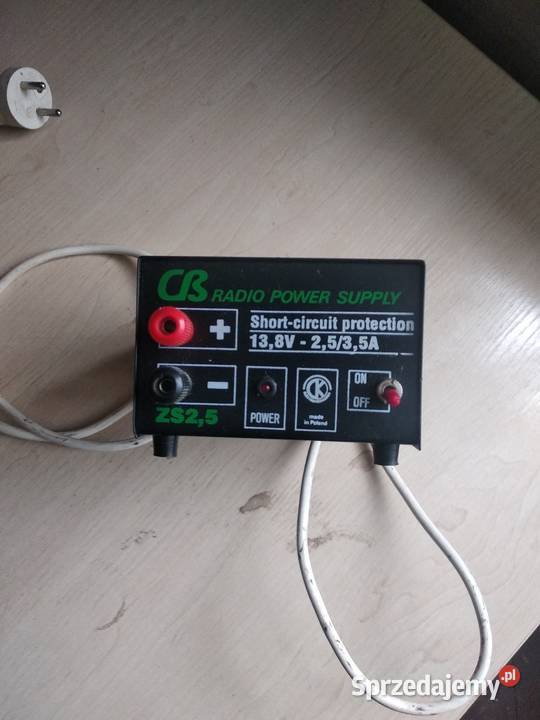 CB RADIO POWER SUPPLY
+
Short-circuit protection
13,8V - 2,5/3,5A
-
ZS2,5
POWER
CK
made
in Poland
ON
OFF
Sprzedajemy.pl